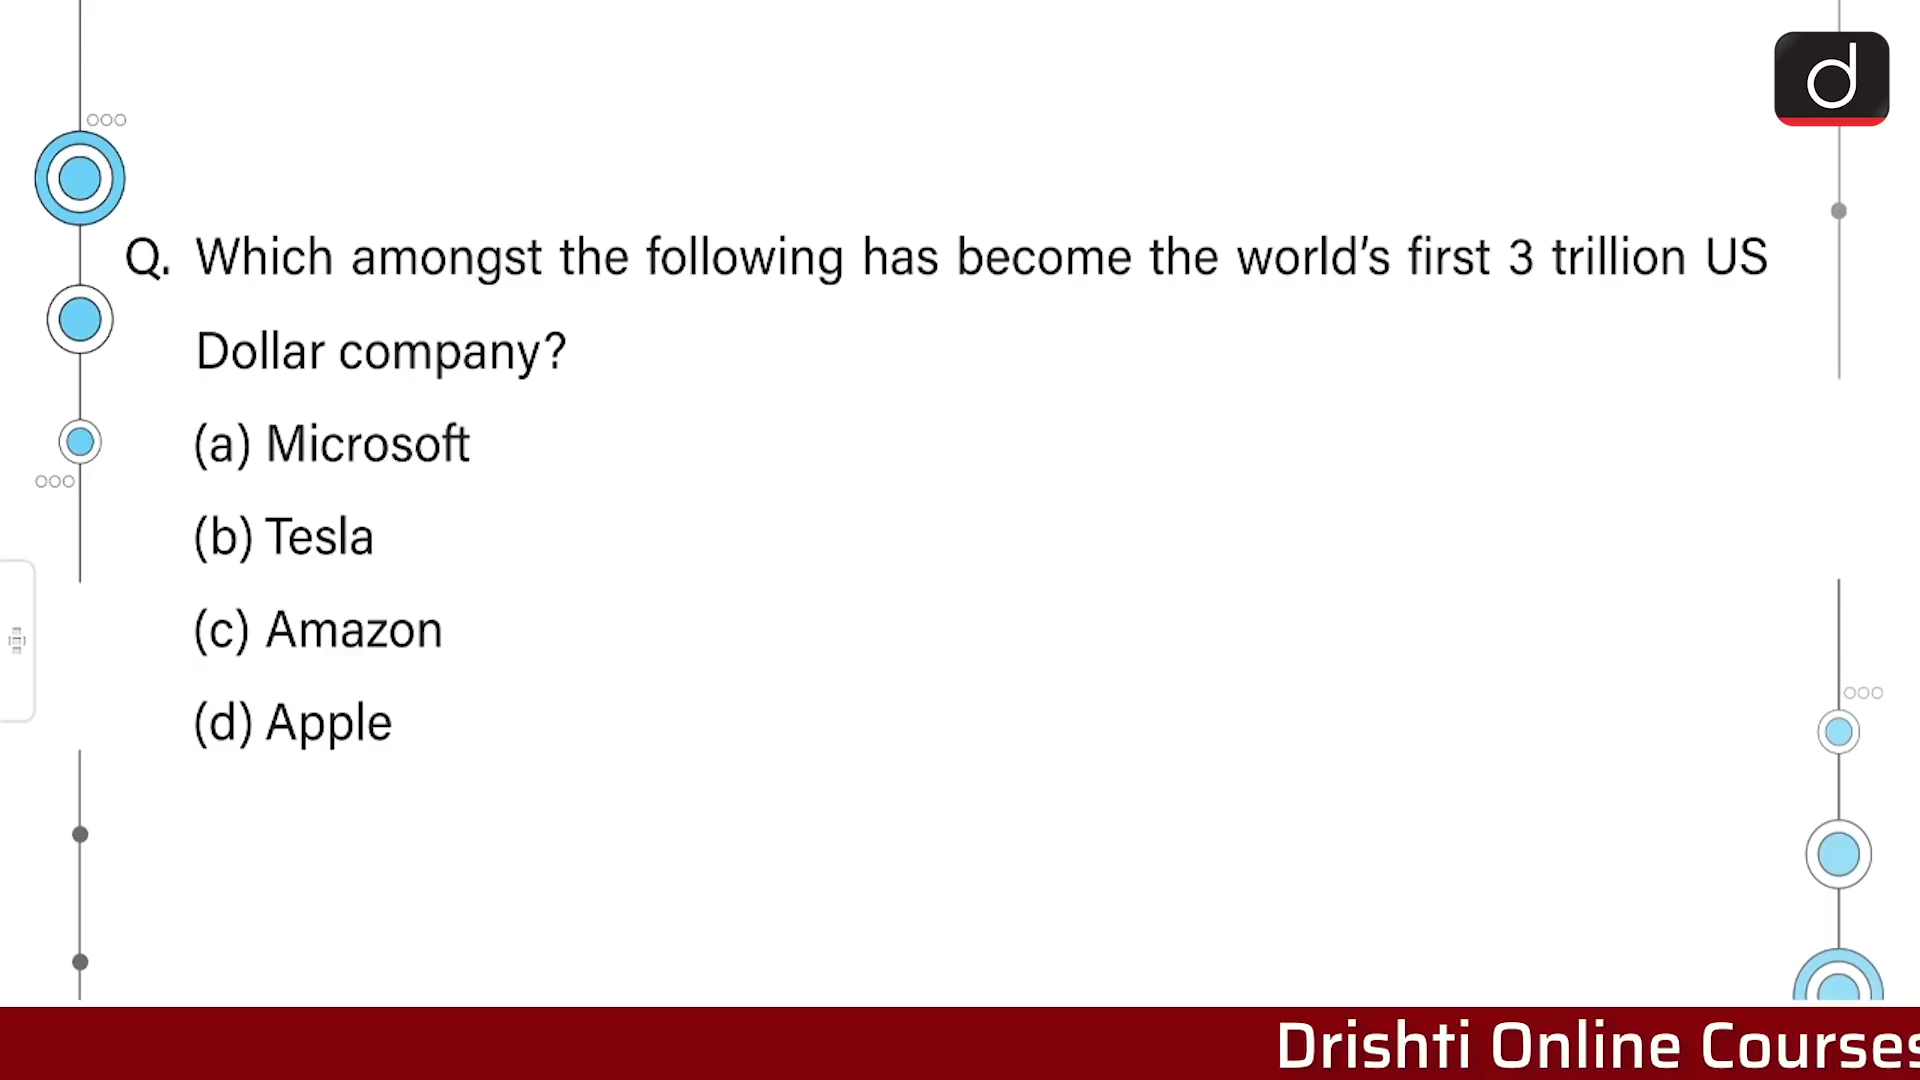 d
Q. Which amongst the following has become the world's first 3 trillion US
Dollar company?
(a) Microsoft
(b) Tesla
(c) Amazon
(d) Apple
Drishti Online Courses